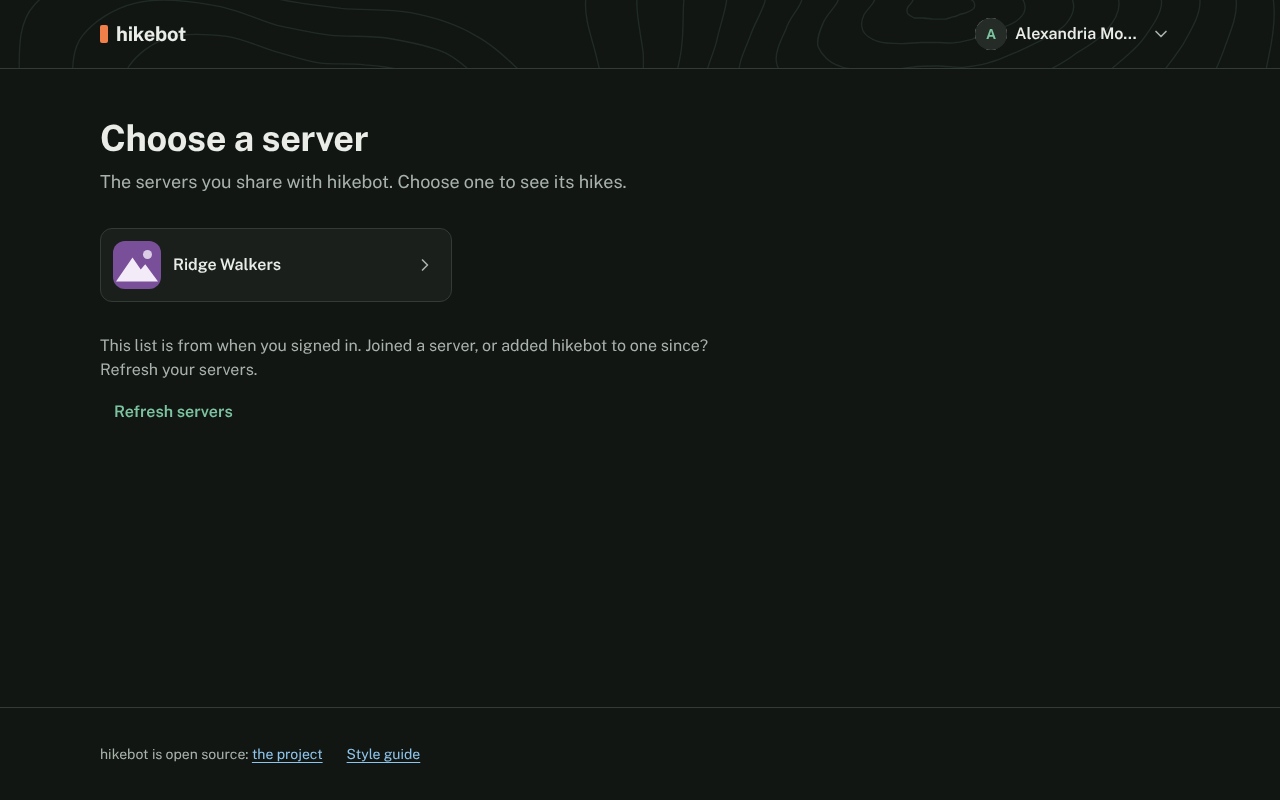 hikebot
A Alexandria Mo...
Choose a server
The servers you share with hikebot. Choose one to see its hikes.
Ridge Walkers
This list is from when you signed in. Joined a server, or added hikebot to one since?
Refresh your servers.
Refresh servers
hikebot is open source: the project Style guide